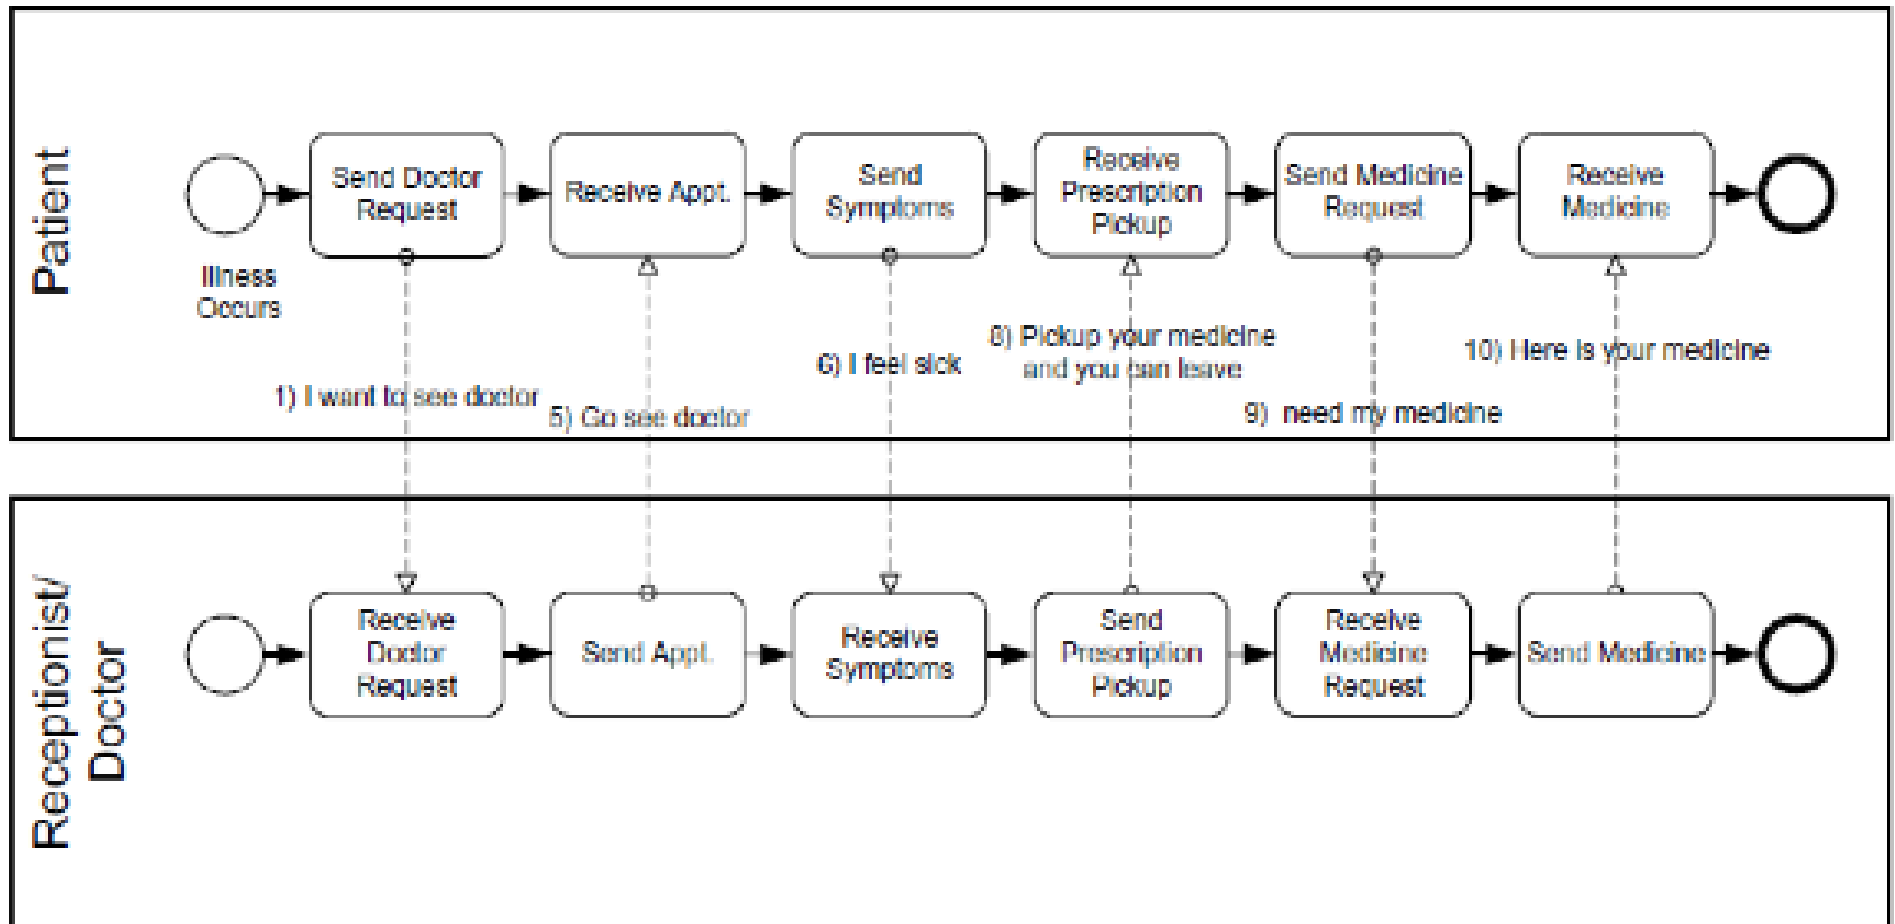 Patient
Illness
Occurs
Send Doctor
Request
Receive Appt.
Send
Symptoms
Receive
Prescription
Pickup
Send Medicine
Request
Receive
Medicine
1) I want to see doctor
5) Go see doctor
6) I feel sick
8) Pickup your medicine
and you can leave
9) need my medicine
10) Here is your medicine
Receptionist/
Doctor
Receive
Doctor
Request
Send Appt.
Receive
Symptoms
Send
Prescription
Pickup
Receive
Medicine
Request
Send Medicine